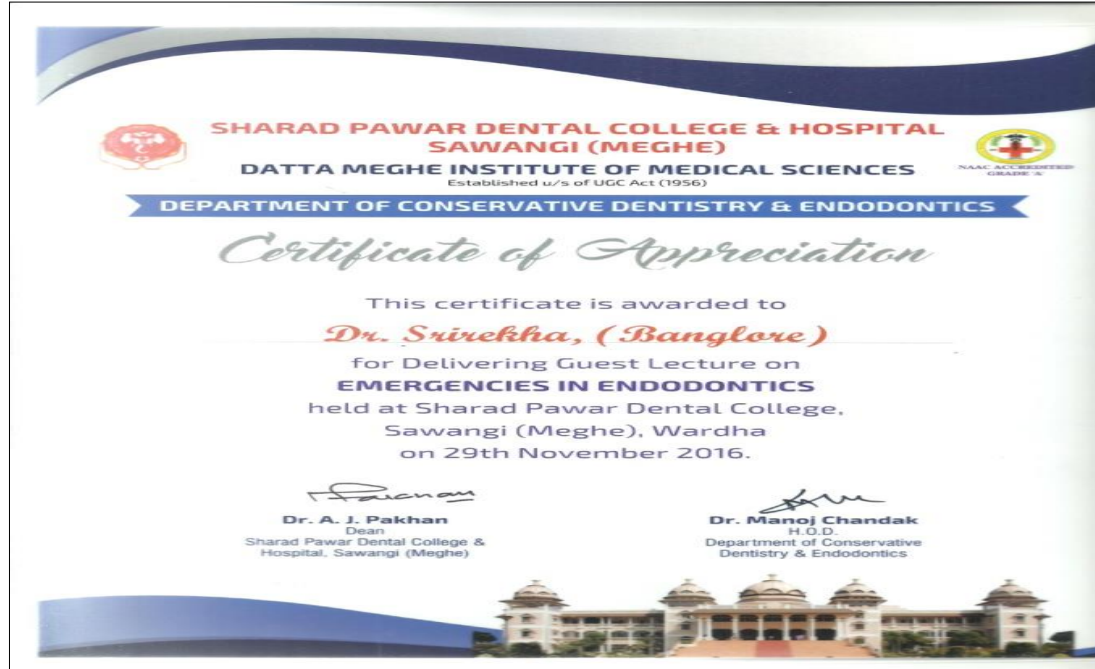 SHARAD PAWAR DENTAL COLLEGE & HOSPITAL
SAWANGI (MEGHE)
DATTA MEGHE INSTITUTE OF MEDICAL SCIENCES
Established u/s of UGC Act (1956)
NAAC ACCREDITED
GRADE 'A'
DEPARTMENT OF CONSERVATIVE DENTISTRY & ENDODONTICS
Certificate of Appreciation
This certificate is awarded to
Dr. Srirekha, (Banglore)
for Delivering Guest Lecture on
EMERGENCIES IN ENDODONTICS
held at Sharad Pawar Dental College,
Sawangi (Meghe), Wardha
on 29th November 2016.
Dr. A. J. Pakhan
Dean
Sharad Pawar Dental College &
Hospital, Sawangi (Meghe)
Dr. Manoj Chandak
H.O.D.
Department of Conservative
Dentistry & Endodontics